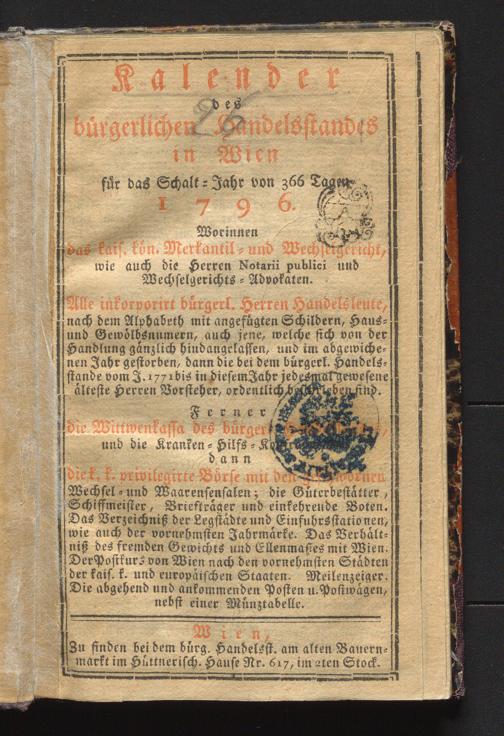 Kalender
des
bürgerlichen Handelsstandes
in Wien
für das Schalt-Jahr von 366 Tagen
1796.
Worinnen
das kais. kön. Merkantil- und Wechselgericht,
wie auch die Herren Notarii publici und
Wechselgerichts-Advokaten.
Alle inkorporirt bürgerl. Herren Handelsleute,
nach dem Alphabeth mit angefügten Schildern, Haus-
und Gewölbsnumern, auch jene, welche sich von der
Handlung gänzlich hindangelassen, und im abgewiche-
nen Jahr gestorben, dann die bei dem bürgerl. Handels-
stande vom J. 1771 bis in diesem Jahr jedesmal gewesene
älteste Herren Vorsteher, ordentlich beschrieben sind.
Ferner
die Wittwenkassa des bürger
und die Kranken-Hilfs-
dann
die k. k. privilegirte Börse mit den geschwornen
Wechsel- und Waarensensalen; die Güterbestätter,
Schiffmeister, Briefträger und einkehrende Boten.
Das Verzeichniß der Legstädte und Einfuhrsstationen,
wie auch der vornehmsten Jahrmärke. Das Verhält-
niß des fremden Gewichts und Ellenmaßes mit Wien.
Der Postkurs von Wien nach den vornehmsten Städten
der kais. k. und europäischen Staaten. Meilenzeiger.
Die abgehend und ankommenden Posten u. Postwägen,
nebst einer Münztabelle.
Wien,
Zu finden bei dem bürg. Handelsst. am alten Bauern-
markt im Hüttnerisch. Hause Nr. 617, im 2ten Stock.